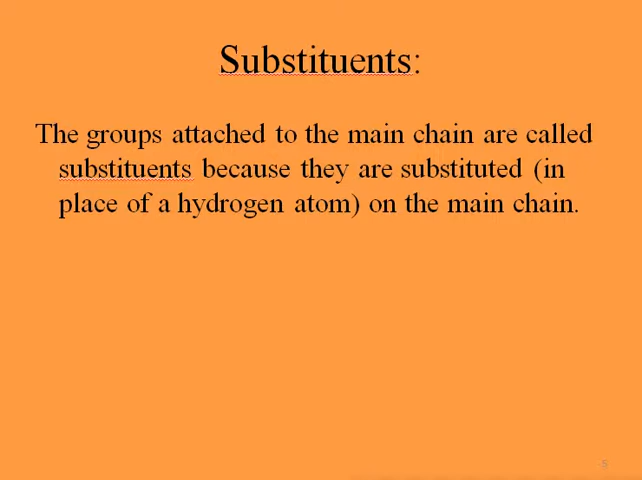 Substituents:
The groups attached to the main chain are called
substituents because they are substituted (in
place of a hydrogen atom) on the main chain.
5